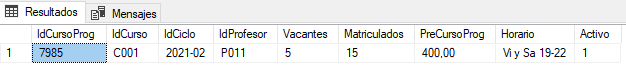 Resultados Mensajes
IdCursoProg IdCurso IdCiclo IdProfesor Vacantes Matriculados PreCursoProg Horario Activo
1 7985 C001 2021-02 P011 5 15 400,00 Vi y Sa 19-22 1